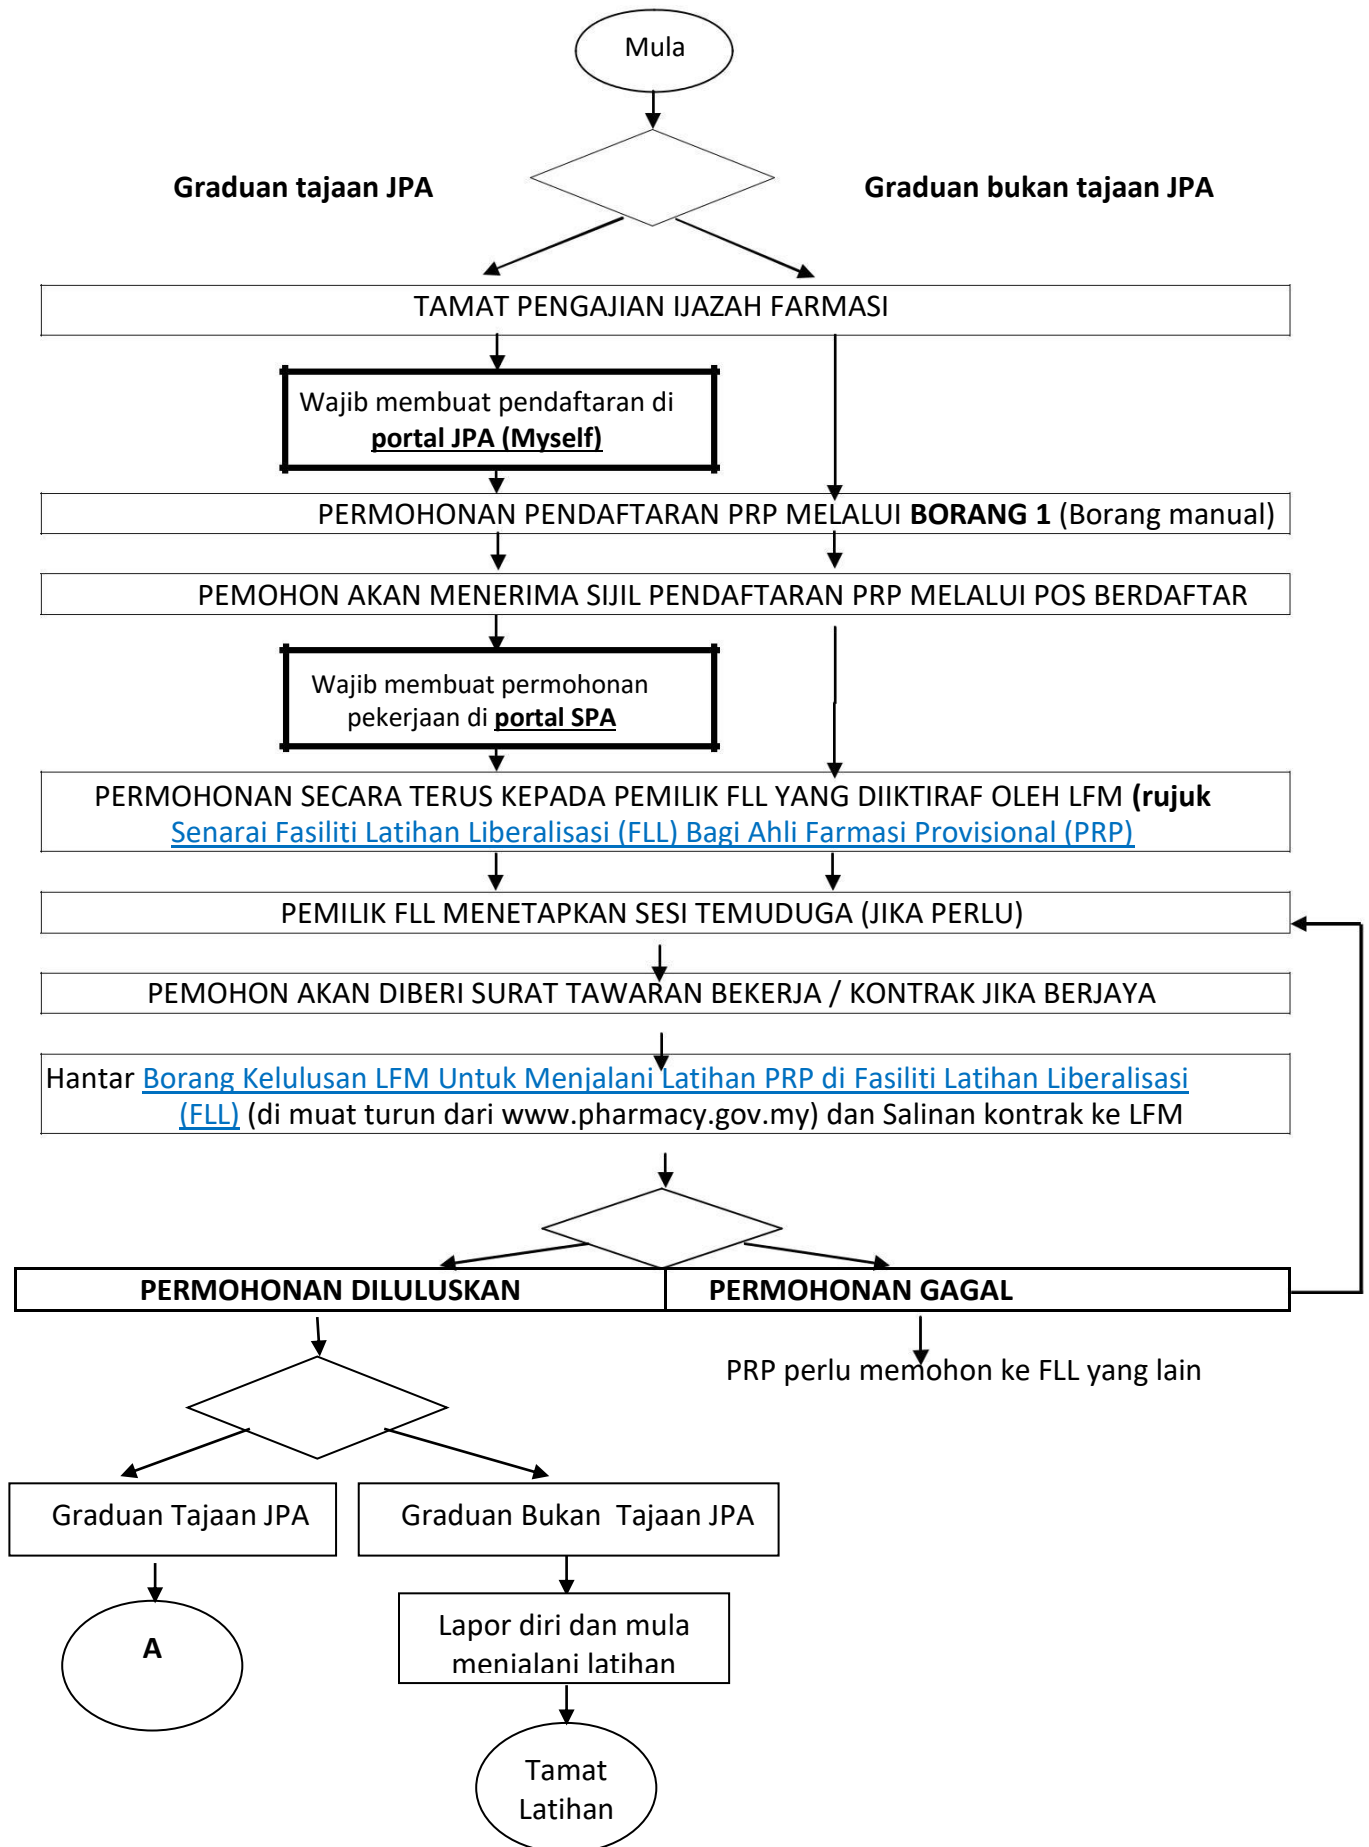 Mula
Graduan tajaan JPA
Graduan bukan tajaan JPA
TAMAT PENGAJIAN IJAZAH FARMASI
Wajib membuat pendaftaran di
portal JPA (Myself)
PERMOHONAN PENDAFTARAN PRP MELALUI BORANG 1 (Borang manual)
PEMOHON AKAN MENERIMA SIJIL PENDAFTARAN PRP MELALUI POS BERDAFTAR
Wajib membuat permohonan
pekerjaan di portal SPA
PERMOHONAN SECARA TERUS KEPADA PEMILIK FLL YANG DIIKTIRAF OLEH LFM (rujuk
Senarai Fasiliti Latihan Liberalisasi (FLL) Bagi Ahli Farmasi Provisional (PRP)
PEMILIK FLL MENETAPKAN SESI TEMUDUGA (JIKA PERLU)
PEMOHON AKAN DIBERI SURAT TAWARAN BEKERJA / KONTRAK JIKA BERJAYA
Hantar Borang Kelulusan LFM Untuk Menjalani Latihan PRP di Fasiliti Latihan Liberalisasi
(FLL) (di muat turun dari www.pharmacy.gov.my) dan Salinan kontrak ke LFM
PERMOHONAN DILULUSKAN
PERMOHONAN GAGAL
PRP perlu memohon ke FLL yang lain
Graduan Tajaan JPA
Graduan Bukan Tajaan JPA
A
Lapor diri dan mula
menjalani latihan
Tamat
Latihan